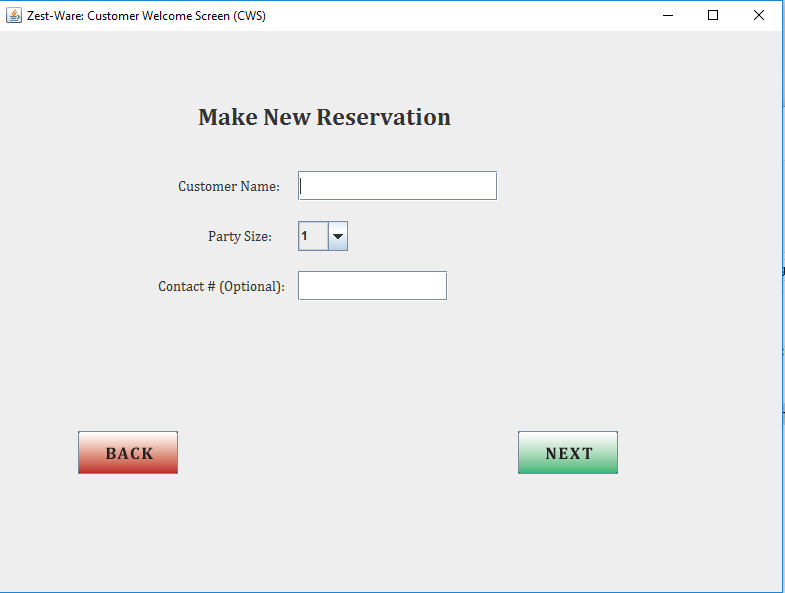 Zest-Ware: Customer Welcome Screen (CWS)
Make New Reservation
Customer Name:
Party Size: 1
Contact # (Optional):
BACK NEXT